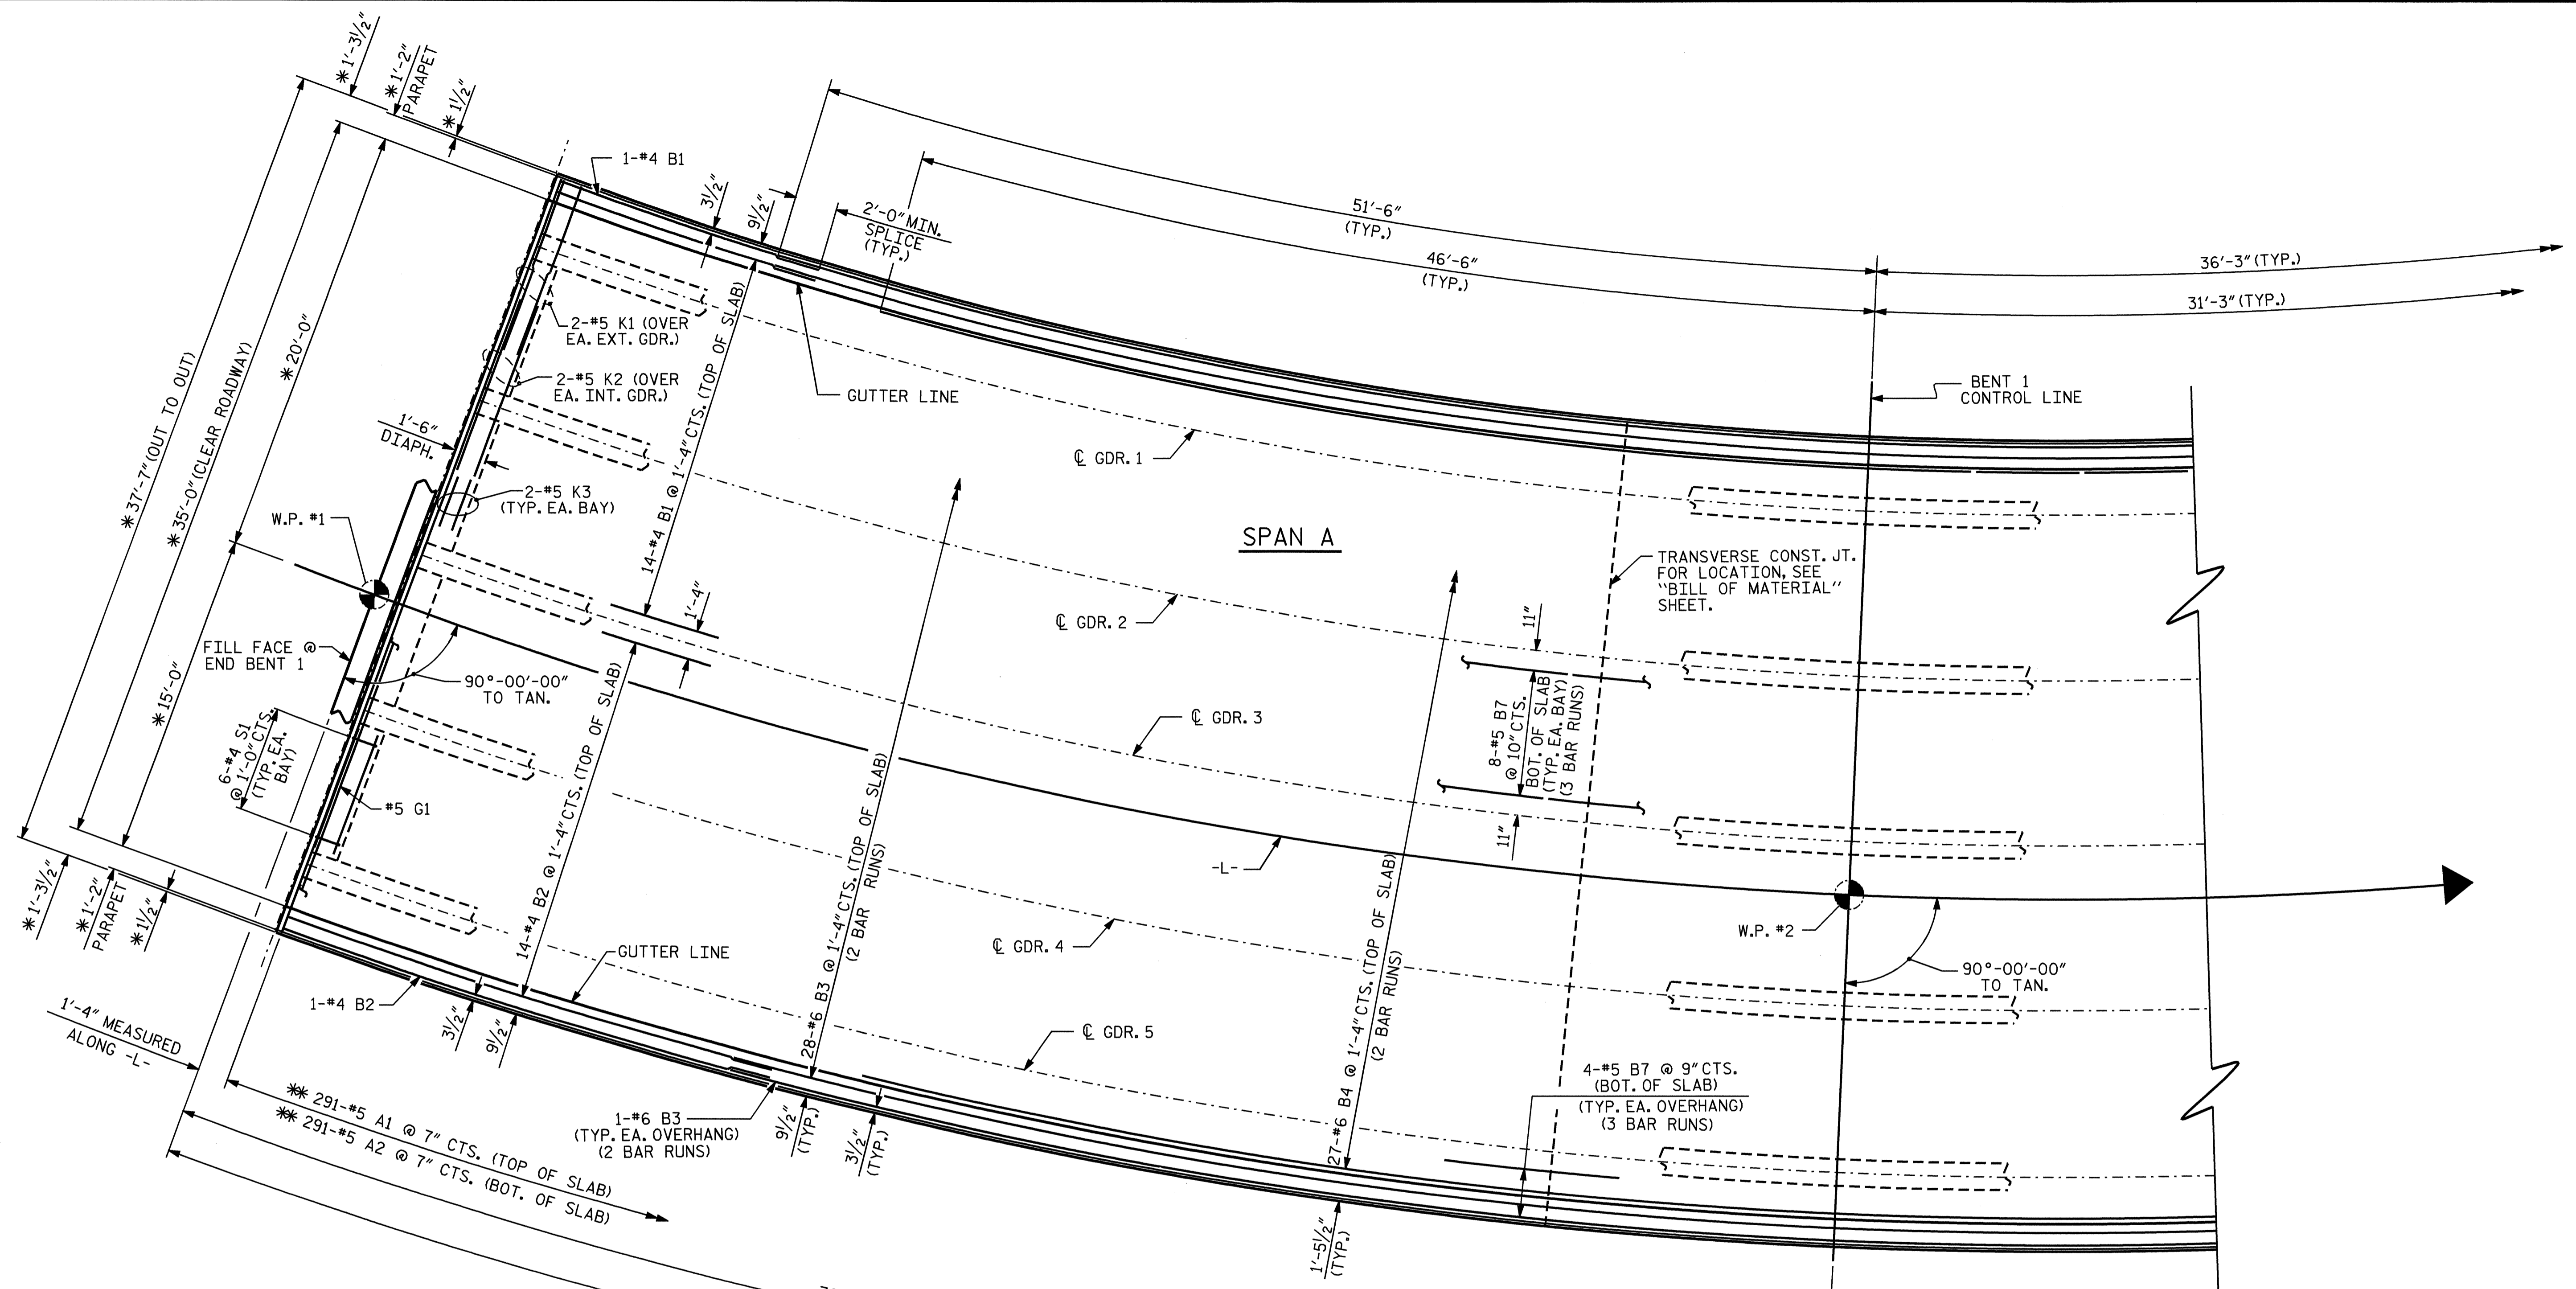 ✱1'-3½"
✱1'-2"
PARAPET
✱1½"
1-#4 B1
3½"
9½"
2'-0" MIN.
SPLICE
(TYP.)
51'-6"
(TYP.)
46'-6"
(TYP.)
36'-3" (TYP.)
31'-3" (TYP.)
✱37'-7" (OUT TO OUT)
✱35'-0" (CLEAR ROADWAY)
✱20'-0"
✱15'-0"
2-#5 K1 (OVER
EA. EXT. GDR.)
2-#5 K2 (OVER
EA. INT. GDR.)
1'-6"
DIAPH.
2-#5 K3
(TYP. EA. BAY)
14-#4 B1 @ 1'-4" CTS. (TOP OF SLAB)
GUTTER LINE
℄ GDR. 1
BENT 1
CONTROL LINE
SPAN A
W.P. #1
1'-4"
℄ GDR. 2
11"
TRANSVERSE CONST. JT.
FOR LOCATION, SEE
"BILL OF MATERIAL"
SHEET.
FILL FACE @
END BENT 1
90°-00'-00"
TO TAN.
℄ GDR. 3
8-#5 B7
@ 10" CTS.
BOT. OF SLAB
(TYP. EA. BAY)
(3 BAR RUNS)
11"
6-#4 S1
@ 1'-0" CTS.
(TYP. EA.
BAY)
#5 G1
14-#4 B2 @ 1'-4" CTS. (TOP OF SLAB)
28-#6 B3 @ 1'-4" CTS. (TOP OF SLAB)
(2 BAR RUNS)
-L-
27-#6 B4 @ 1'-4" CTS. (TOP OF SLAB)
(2 BAR RUNS)
✱1'-3½"
✱1'-2"
PARAPET
✱1½"
GUTTER LINE
℄ GDR. 4
W.P. #2
90°-00'-00"
TO TAN.
1-#4 B2
3½"
9½"
℄ GDR. 5
1'-4" MEASURED
ALONG -L-
4-#5 B7 @ 9" CTS.
(BOT. OF SLAB)
(TYP. EA. OVERHANG)
(3 BAR RUNS)
✱✱ 291-#5 A1 @ 7" CTS. (TOP OF SLAB)
✱✱ 291-#5 A2 @ 7" CTS. (BOT. OF SLAB)
1-#6 B3
(TYP. EA. OVERHANG)
(2 BAR RUNS)
9½"
(TYP.)
3½"
(TYP.)
1'-5½"
(TYP.)